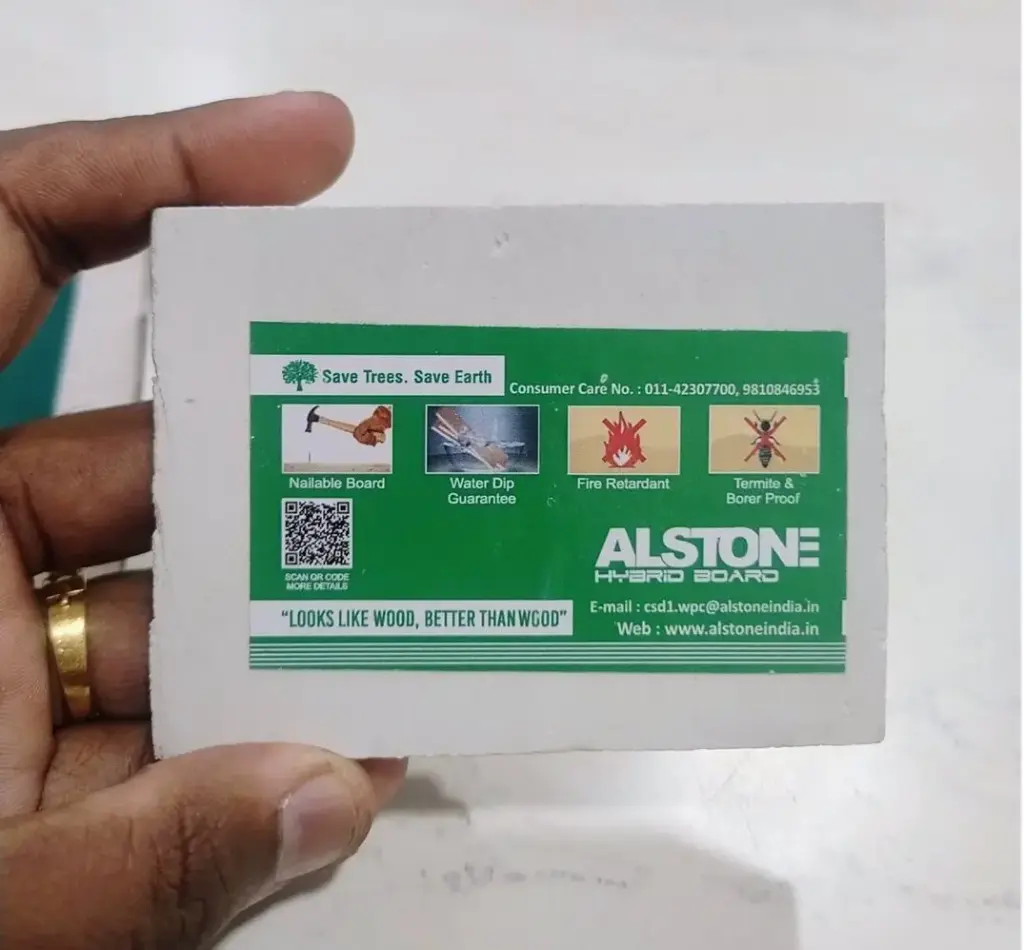 Save Trees. Save Earth
Consumer Care No. : 011-42307700, 9810846953
Nailable Board
Water Dip
Guarantee
Fire Retardant
Termite &
Borer Proof
SCAN QR CODE
MORE DETAILS
ALSTONE
HYBRID BOARD
"LOOKS LIKE WOOD, BETTER THAN WOOD"
E-mail : csd1.wpc@alstoneindia.in
Web : www.alstoneindia.in